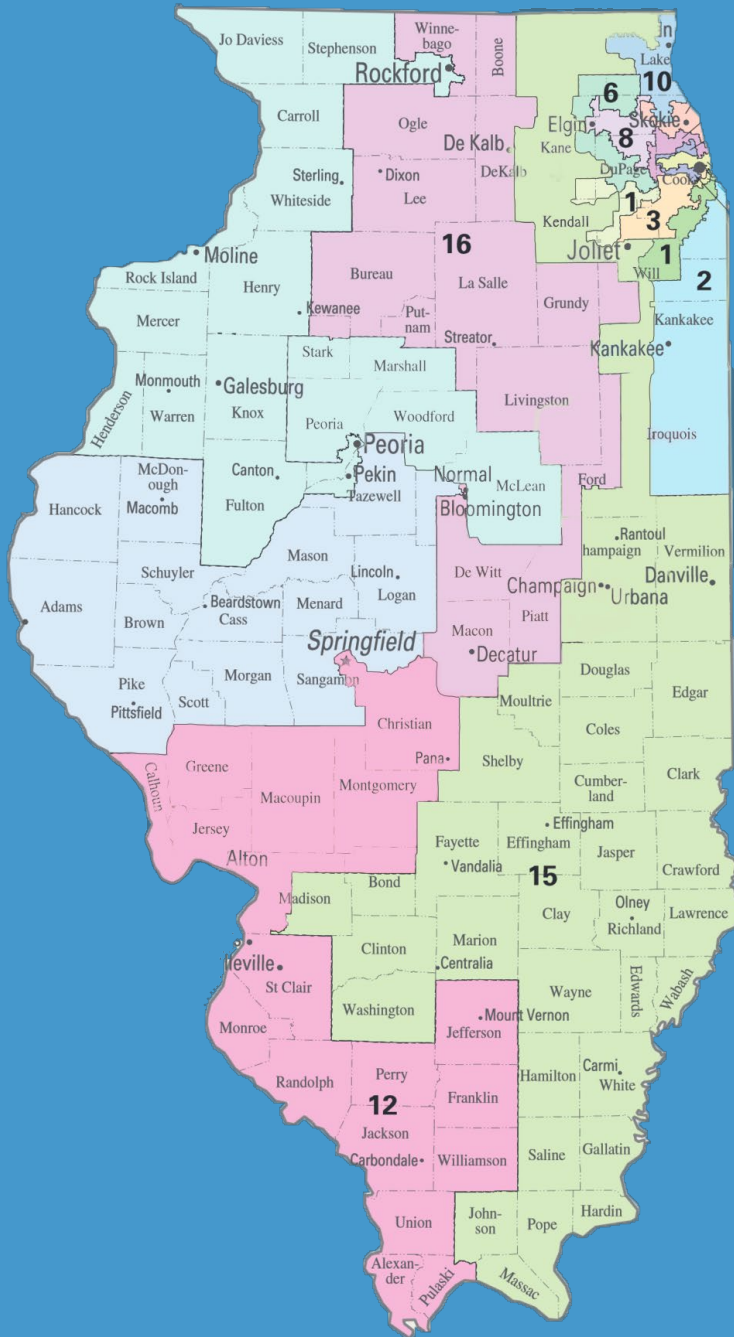 Jo Daviess
Stephenson
Winne-
bago
Boone
Rockford
Lake
10
6
Carroll
Ogle
Elgin
Skokie
8
De Kalb
Kane
DeKalb
DuPage
Cook
Sterling
Whiteside
Dixon
Lee
1
3
Kendall
Moline
16
Joliet
1
Rock Island
Will
2
Bureau
La Salle
Henry
Grundy
Mercer
Kewanee
Put-
nam
Kankakee
Streator
Kankakee
Stark
Marshall
Monmouth
Galesburg
Henderson
Warren
Knox
Peoria
Woodford
Livingston
Iroquois
Peoria
McDon-
ough
Canton
Pekin
Normal
McLean
Ford
Hancock
Macomb
Fulton
Tazewell
Bloomington
Rantoul
Mason
hampaign
Vermilion
Schuyler
Lincoln
De Witt
Champaign
Danville
Adams
Beardstown
Cass
Menard
Logan
Urbana
Brown
Piatt
Macon
Springfield
Decatur
Morgan
Douglas
Pike
Sangamon
Edgar
Pittsfield
Scott
Moultrie
Christian
Coles
Pana
Shelby
Greene
Calhoun
Clark
Macoupin
Montgomery
Cumber-
land
Jersey
Effingham
Fayette
Effingham
Jasper
Alton
Vandalia
Crawford
15
Bond
Madison
Olney
Clay
Richland
Lawrence
Marion
Clinton
lleville
Centralia
St Clair
Wayne
Edwards
Wabash
Washington
Mount Vernon
Monroe
Jefferson
Carmi
Perry
Hamilton
White
Randolph
Franklin
12
Jackson
Saline
Gallatin
Carbondale
Williamson
Union
John-
son
Pope
Hardin
Alexan-
der
Pulaski
Massac